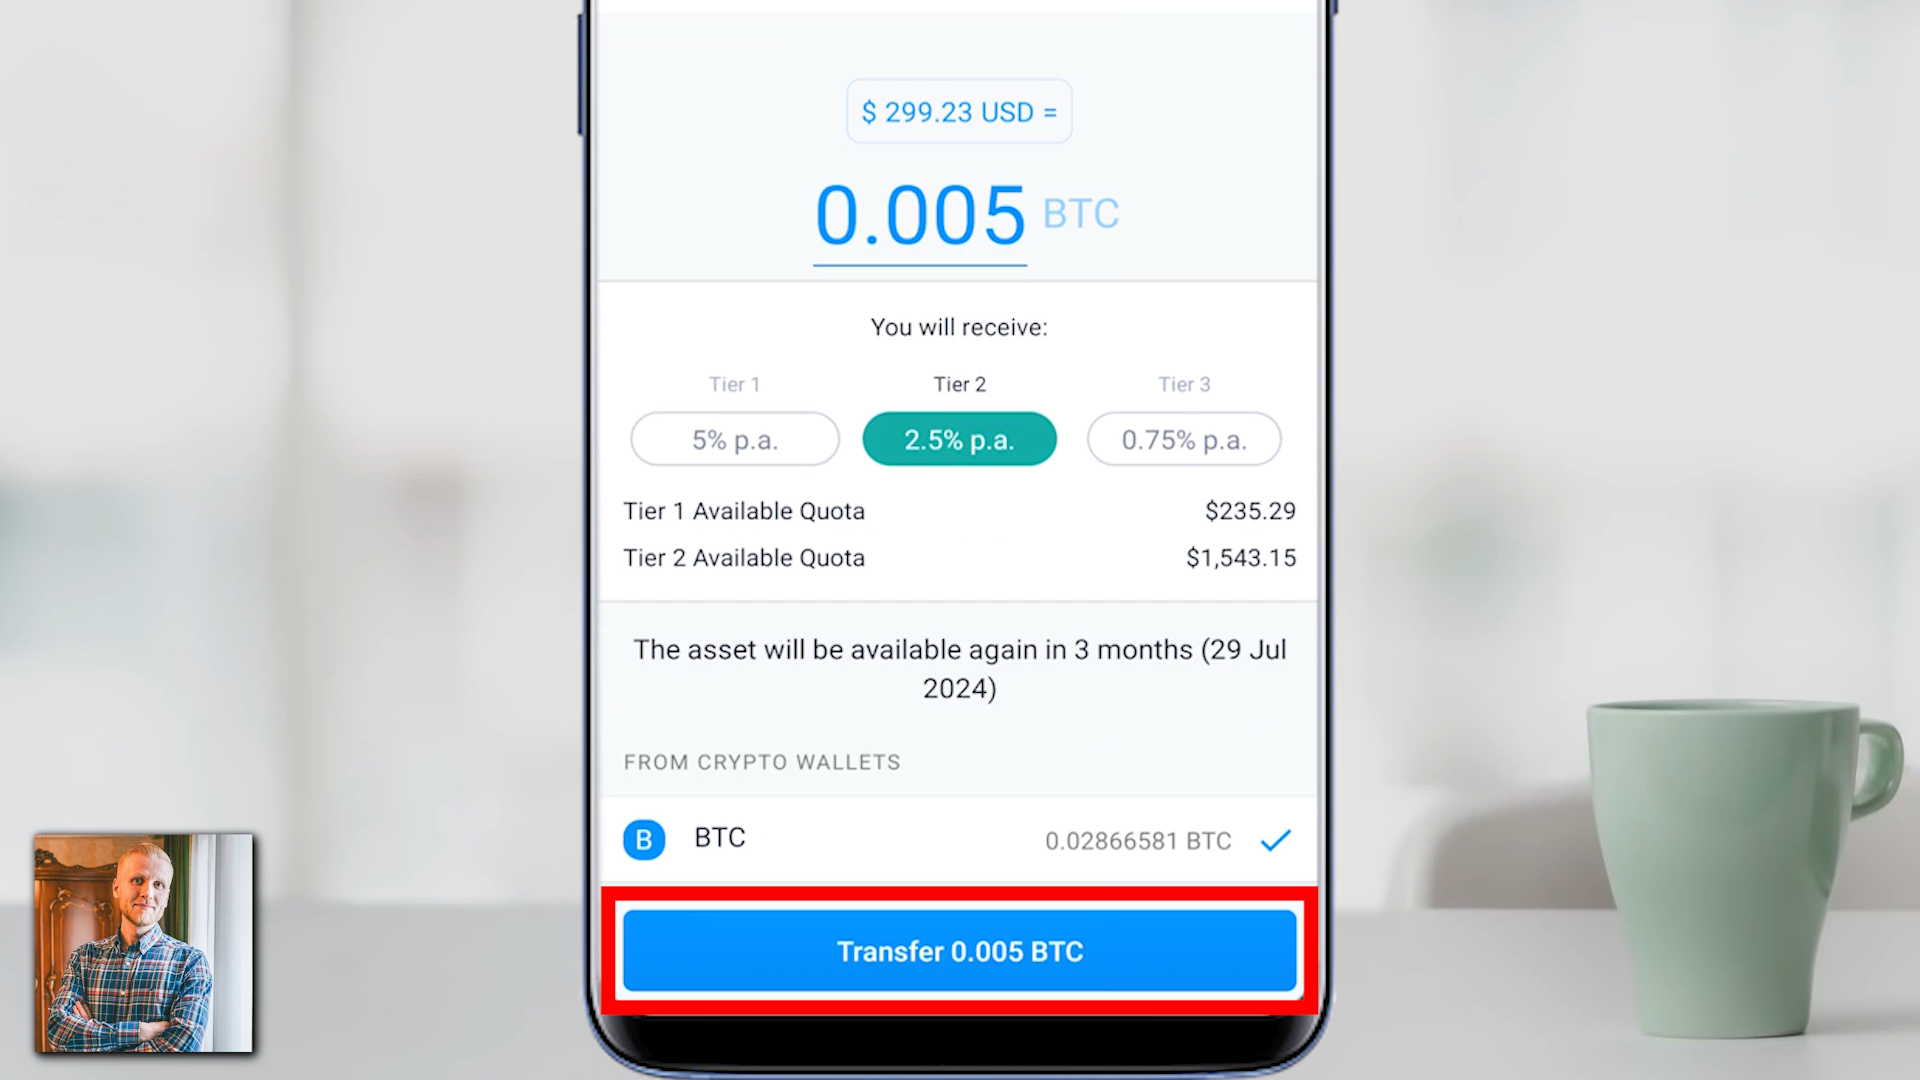 $ 299.23 USD =
0.005 BTC
You will receive:
Tier 1 Tier 2 Tier 3
5% p.a. 2.5% p.a. 0.75% p.a.
Tier 1 Available Quota $235.29
Tier 2 Available Quota $1,543.15
The asset will be available again in 3 months (29 Jul
2024)
FROM CRYPTO WALLETS
B BTC 0.02866581 BTC
Transfer 0.005 BTC